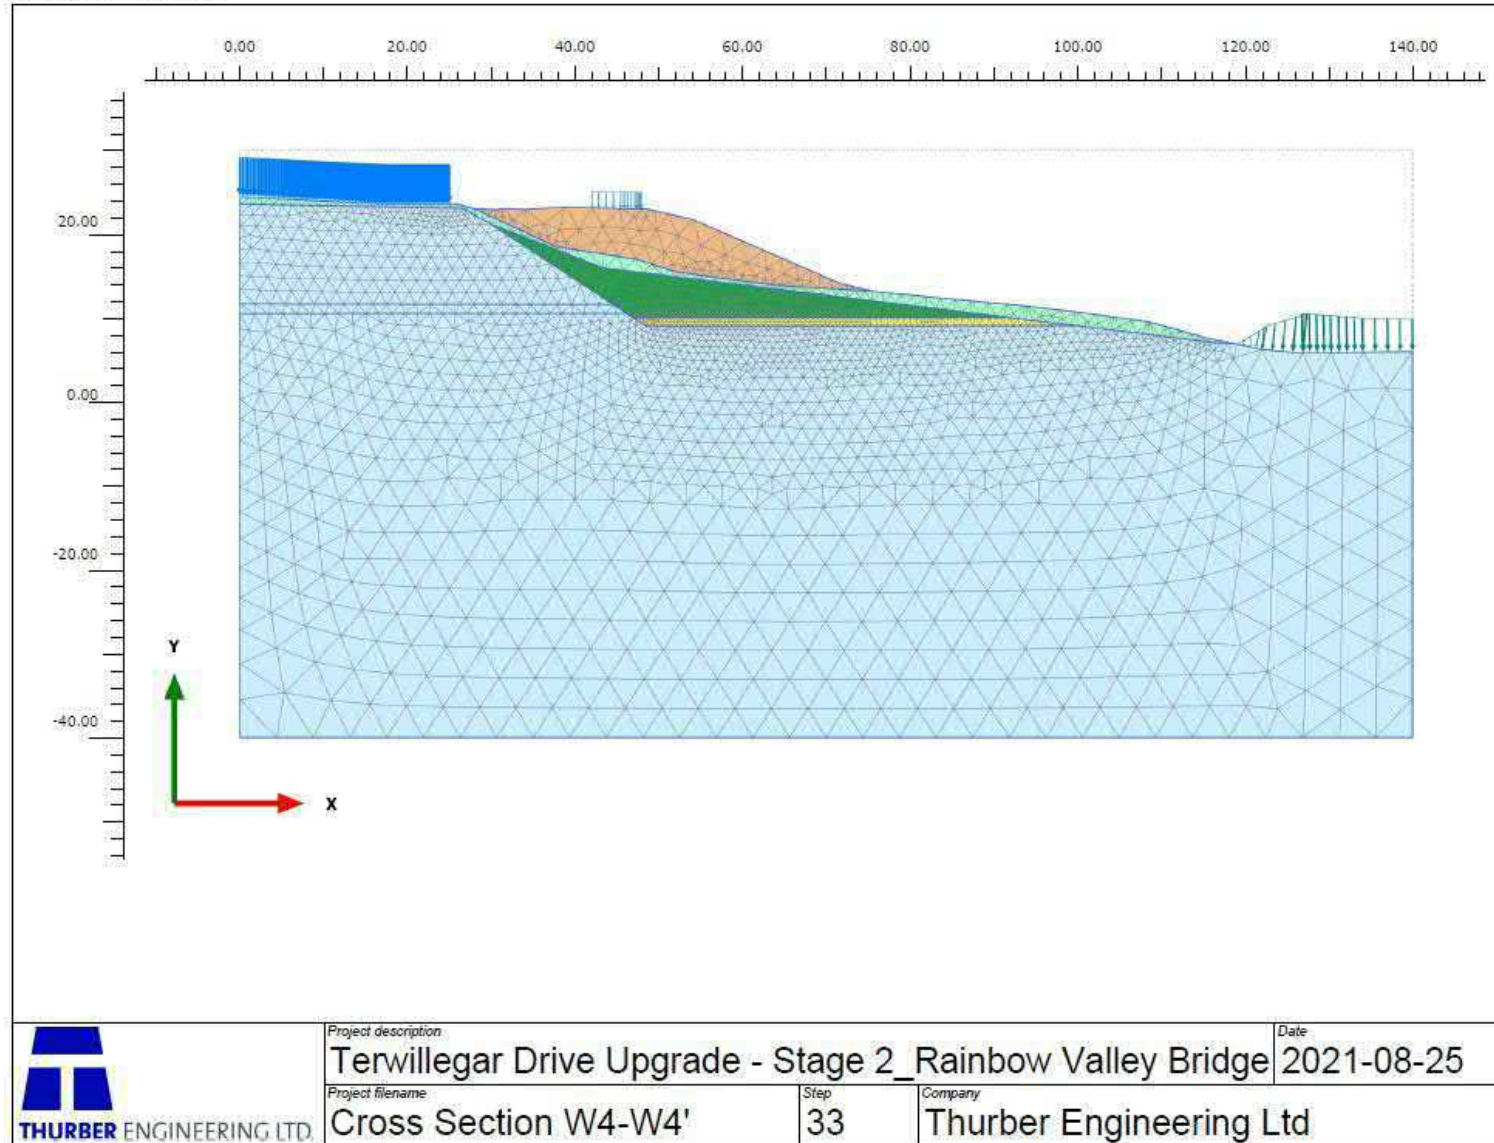 0.00 20.00 40.00 60.00 80.00 100.00 120.00 140.00
20.00
0.00
-20.00
-40.00
Y
X
Project description
Terwillegar Drive Upgrade - Stage 2_Rainbow Valley Bridge
Date
2021-08-25
Project filename
Cross Section W4-W4'
Step
33
Company
Thurber Engineering Ltd
THURBER ENGINEERING LTD.